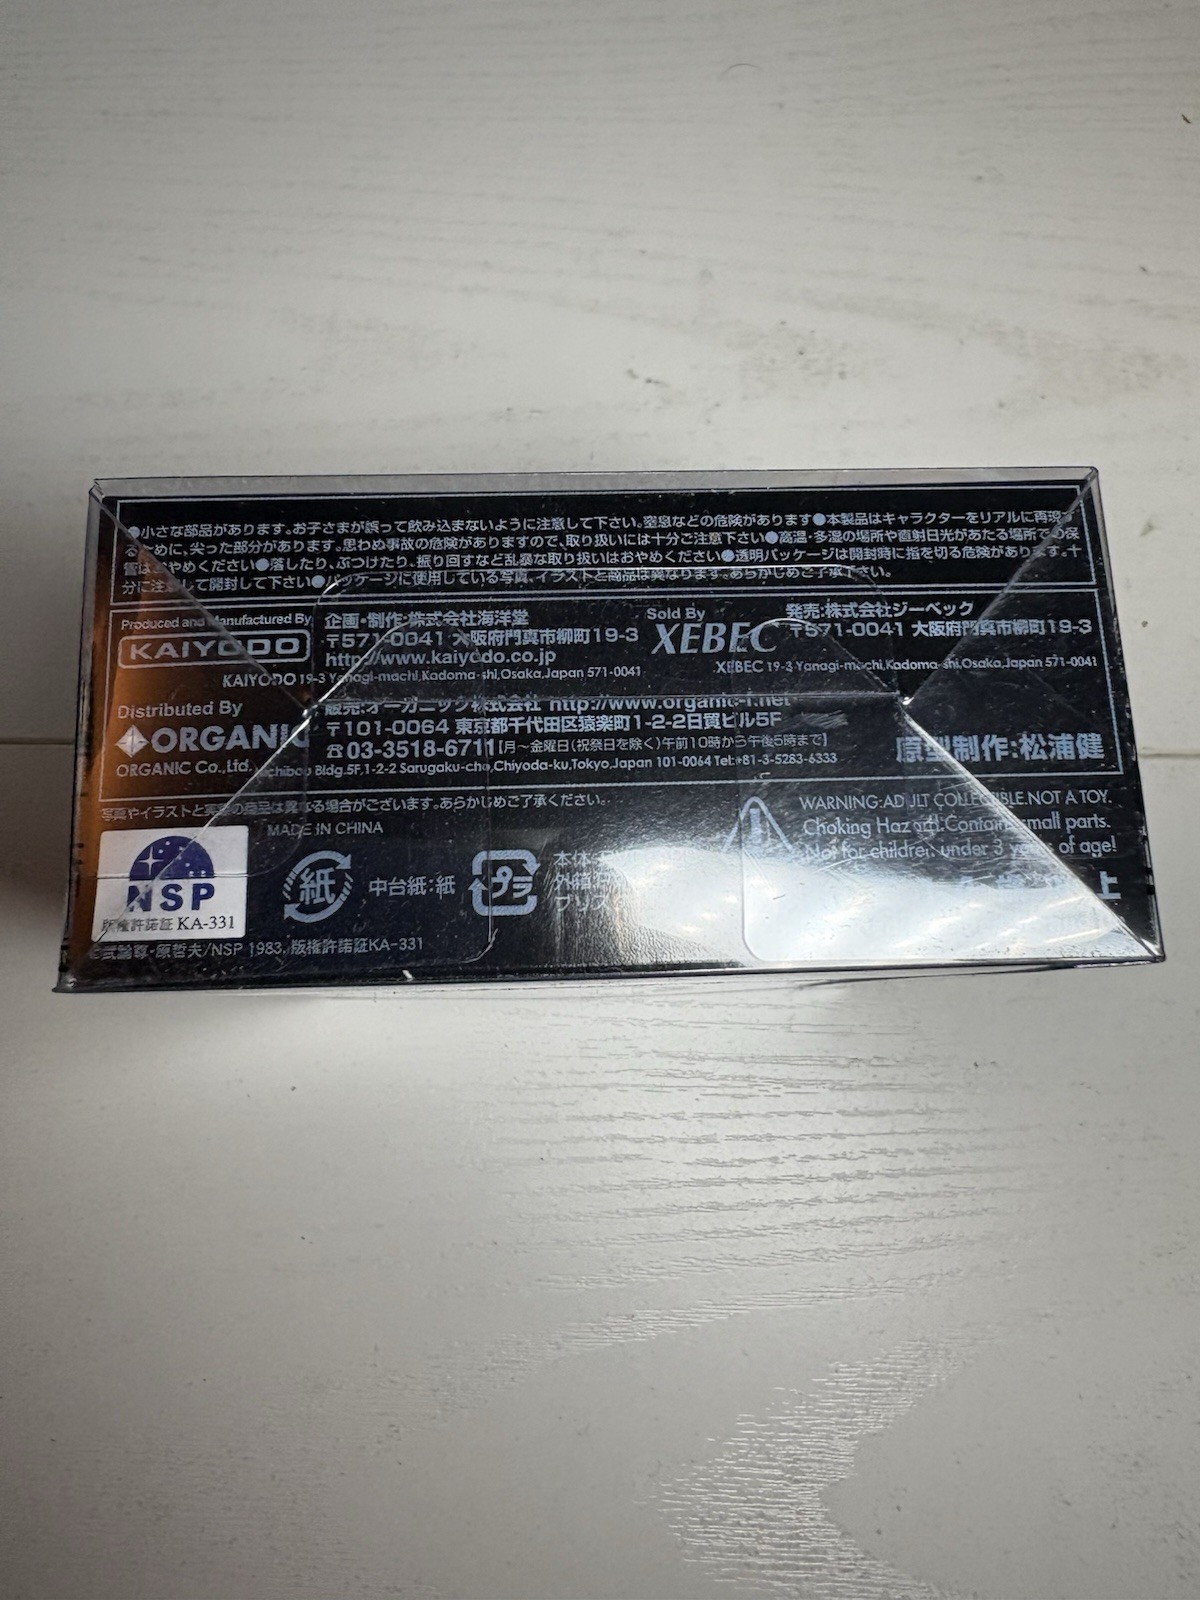 ●小さな部品があります。お子さまが誤って飲み込まないように注意して下さい。窒息などの危険があります●本製品はキャラクターをリアルに再現す
るために、尖った部分があります。思わぬ事故の危険がありますので、取り扱いには十分ご注意下さい●高温・多湿の場所や直射日光があたる場所での保
管はおやめください●落したり、ぶつけたり、振り回すなど乱暴な取り扱いはおやめください●透明パッケージは開封時に指を切る危険があります。十
分に注意して開封して下さい●パッケージに使用している写真、イラストと商品は異なります。あらかじめご了承下さい。
Produced and Manufactured By
KAIYODO
企画・制作:株式会社海洋堂
〒571-0041 大阪府門真市柳町19-3
http://www.kaiyodo.co.jp
KAIYODO 19-3 Yanagi-machi,Kadoma-shi,Osaka,Japan 571-0041
Sold By
XEBEC
発売:株式会社ジーベック
〒571-0041 大阪府門真市柳町19-3
XEBEC 19-3 Yanagi-machi,Kadoma-shi,Osaka,Japan 571-0041
Distributed By
ORGANIC
販売:オーガニック株式会社 http://www.organic-i.net
〒101-0064 東京都千代田区猿楽町1-2-2日貿ビル5F
☎03-3518-6711[月〜金曜日(祝祭日を除く)午前10時から午後5時まで]
ORGANIC Co.,Ltd. Nichibou Bldg.5F,1-2-2 Sarugaku-cho,Chiyoda-ku,Tokyo,Japan 101-0064 Tel:+81-3-5283-6333
原型制作:松浦健
写真やイラストと実際の商品は異なる場合がございます。あらかじめご了承ください。
MADE IN CHINA
NSP
版権許諾証 KA-331
紙
中台紙:紙
プラ
本体
外箱
ブリス
WARNING-ADULT COLLECTIBLE.NOT A TOY.
Choking Hazard.Contains small parts.
Not for children under 3 years of age!
上
©武論尊・原哲夫/NSP 1983, 版権許諾証KA-331